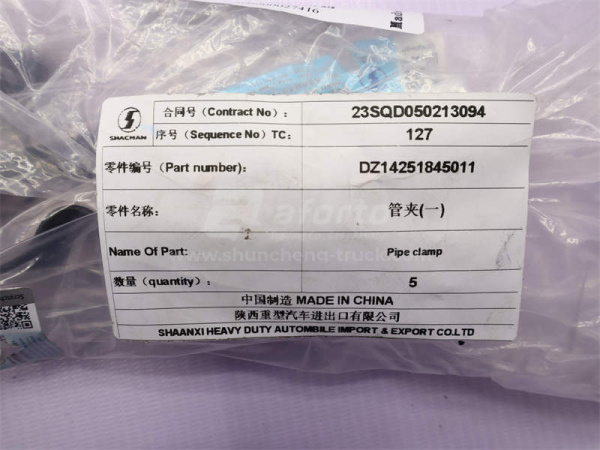 SHACMAN
合同号（Contract No）: 23SQD050213094
序号（Sequence No）TC: 127
零件编号（Part number）: DZ14251845011
零件名称: 管夹(一)
Name Of Part: Pipe clamp
数量（quantity）: 5
中国制造 MADE IN CHINA
陕西重型汽车进出口有限公司
SHAANXI HEAVY DUTY AUTOMBILE IMPORT & EXPORT CO.LTD